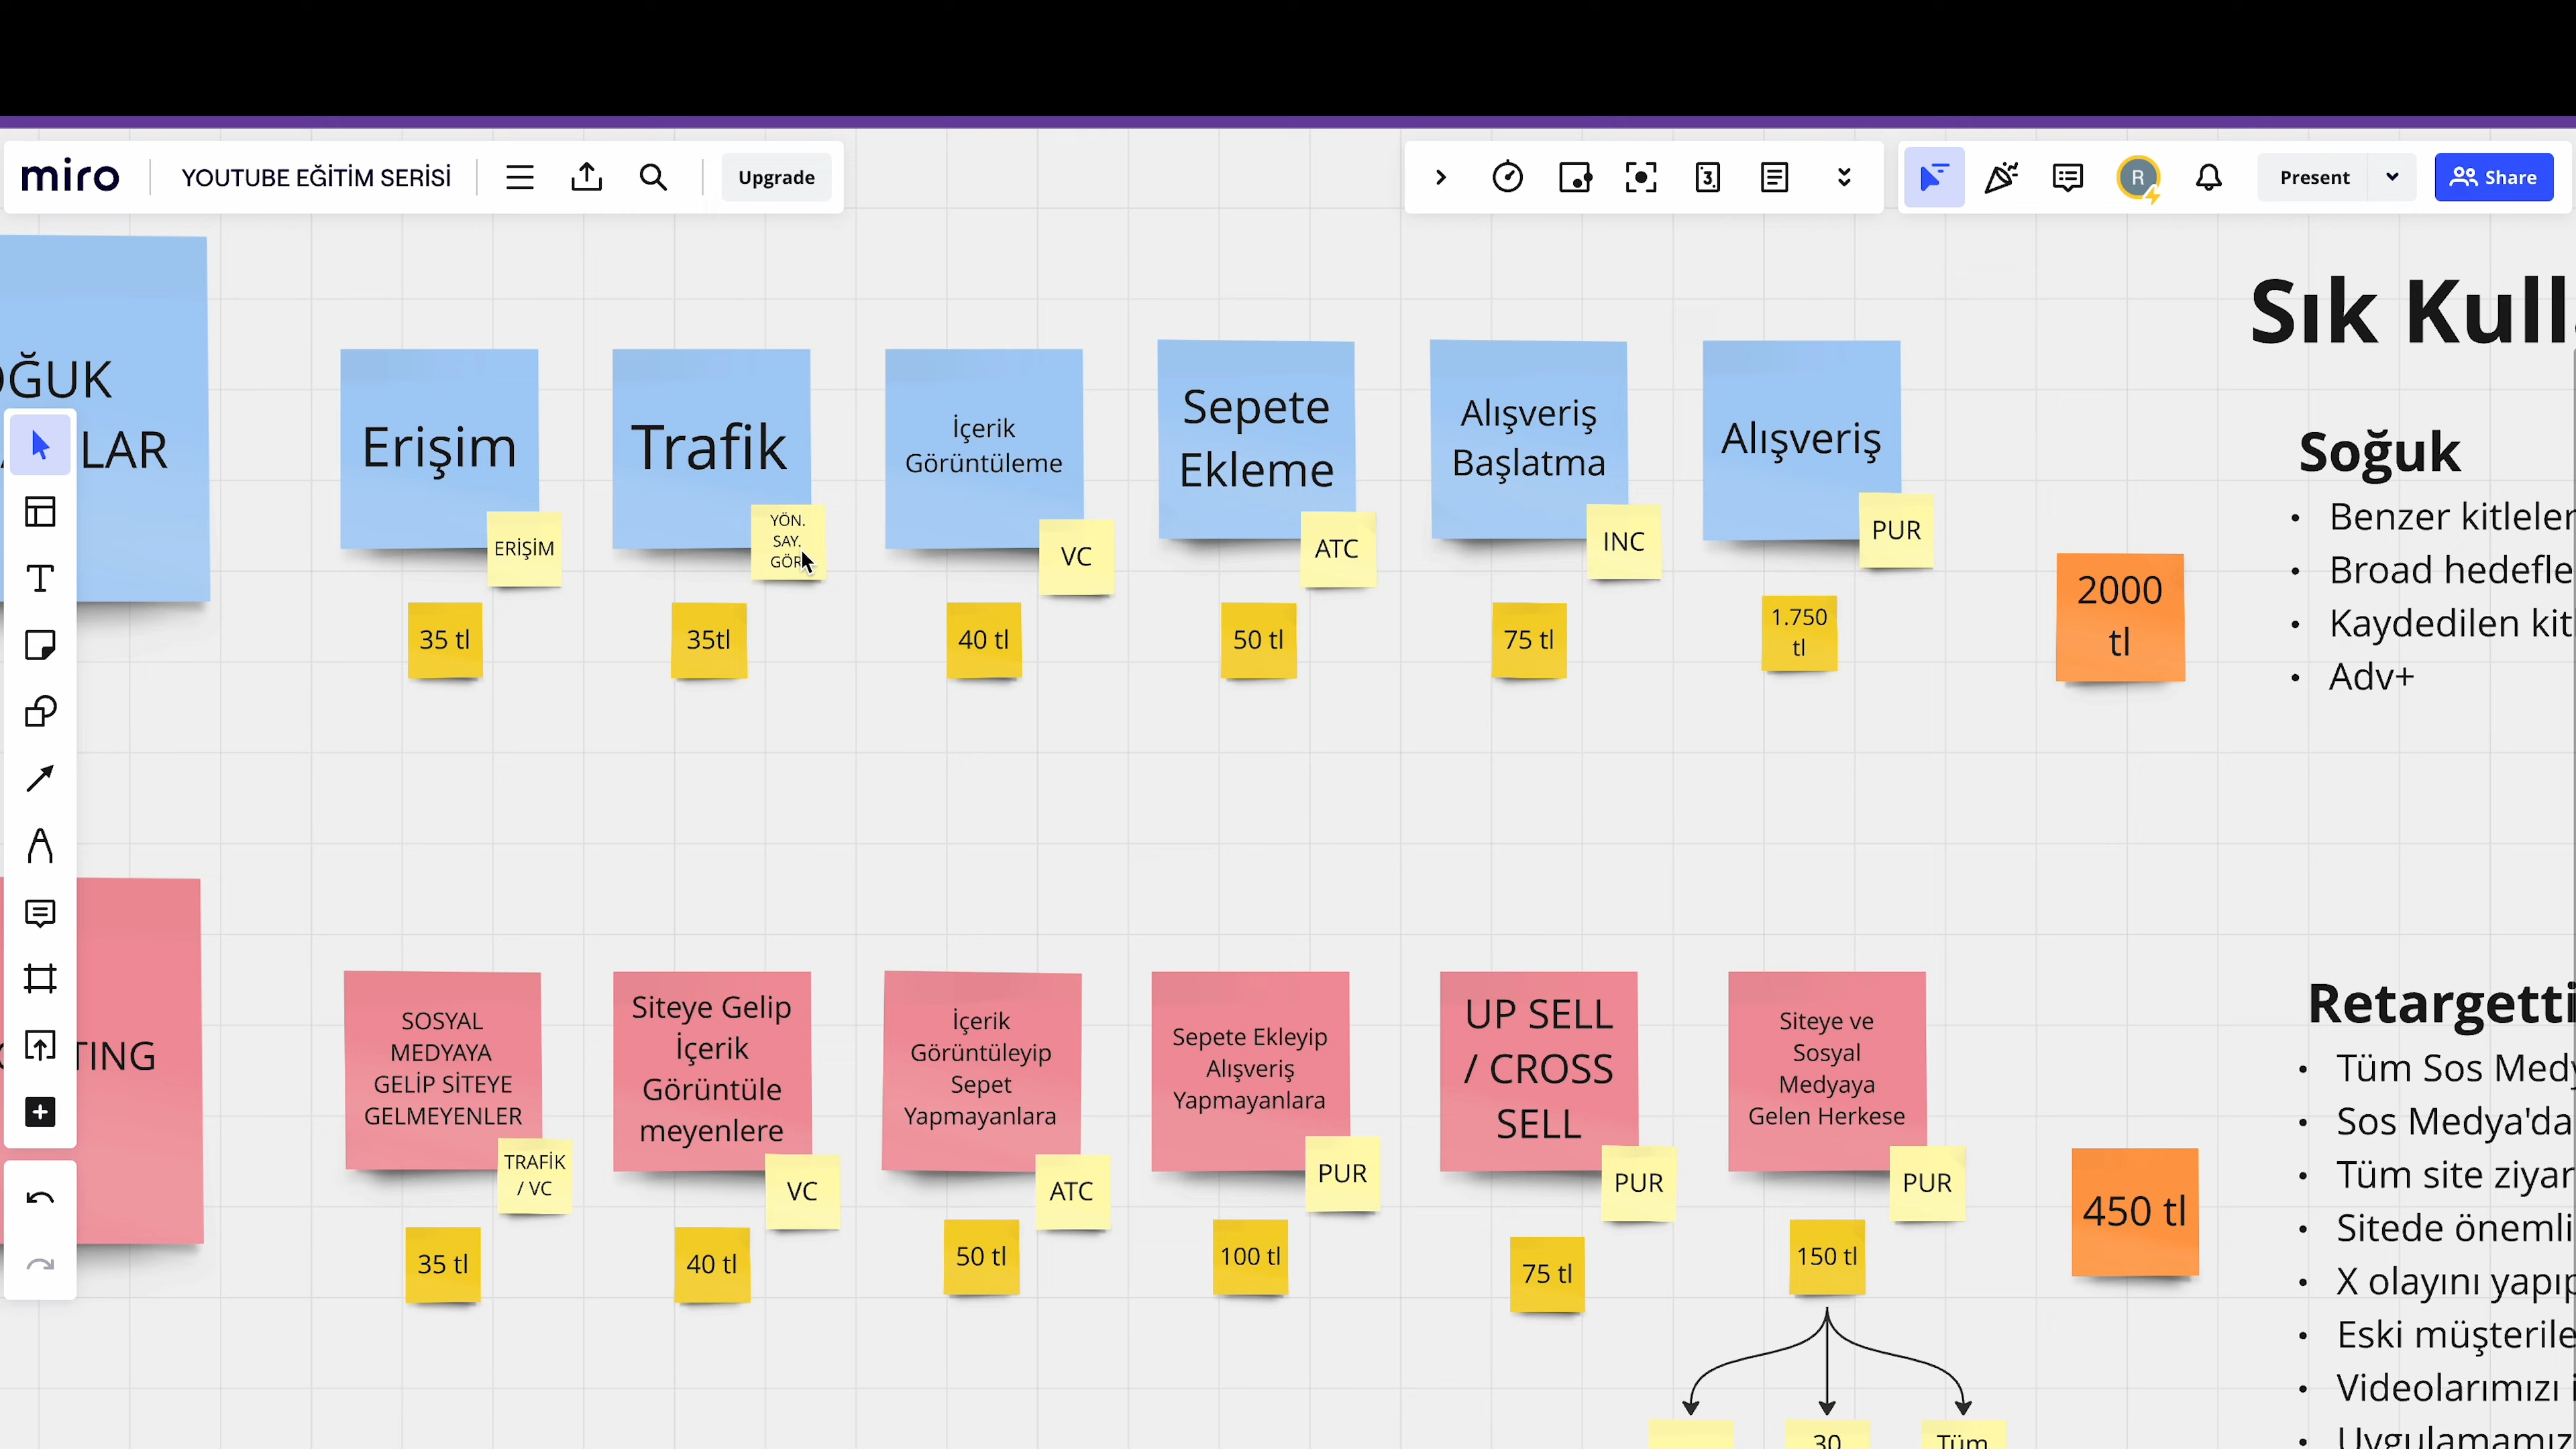 miro
YOUTUBE EĞİTİM SERİSİ
Upgrade
3
R
Present
Share
OĞUK
LAR
Erişim
ERİŞİM
35 tl
Trafik
YÖN.
SAY.
GÖR
35tl
İçerik
Görüntüleme
VC
40 tl
Sepete
Ekleme
ATC
50 tl
Alışveriş
Başlatma
INC
75 tl
Alışveriş
PUR
1.750
tl
2000
tl
Sık Kull
Soğuk
• Benzer kitleler
• Broad hedefle
• Kaydedilen kit
• Adv+
TING
SOSYAL
MEDYAYA
GELİP SİTEYE
GELMEYENLER
TRAFİK
/ VC
35 tl
Siteye Gelip
İçerik
Görüntüle
meyenlere
VC
40 tl
İçerik
Görüntüleyip
Sepet
Yapmayanlara
ATC
50 tl
Sepete Ekleyip
Alışveriş
Yapmayanlara
PUR
100 tl
UP SELL
/ CROSS
SELL
PUR
75 tl
Siteye ve
Sosyal
Medyaya
Gelen Herkese
PUR
150 tl
30
Tüm
450 tl
Retargetti
• Tüm Sos Medy
• Sos Medya'da
• Tüm site ziyar
• Sitede önemli
• X olayını yapıp
• Eski müşterile
• Videolarımızı i
• Uygulamamız